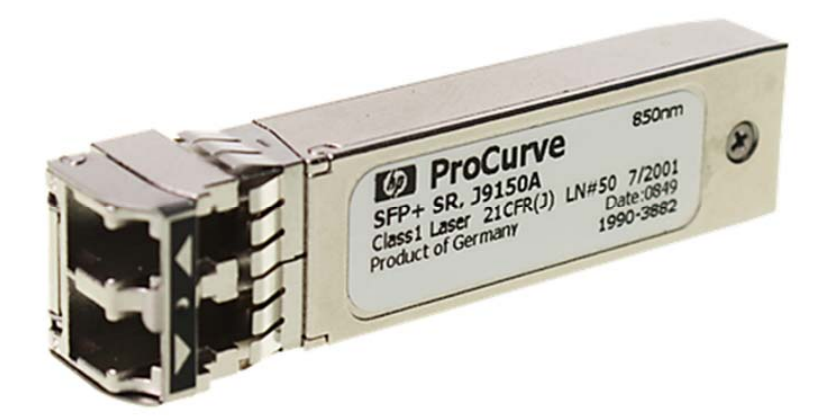 850nm
hp ProCurve
SFP+ SR, J9150A
Class1 Laser 21CFR(J) LN#50 7/2001
Product of Germany Date:0849
1990-3882